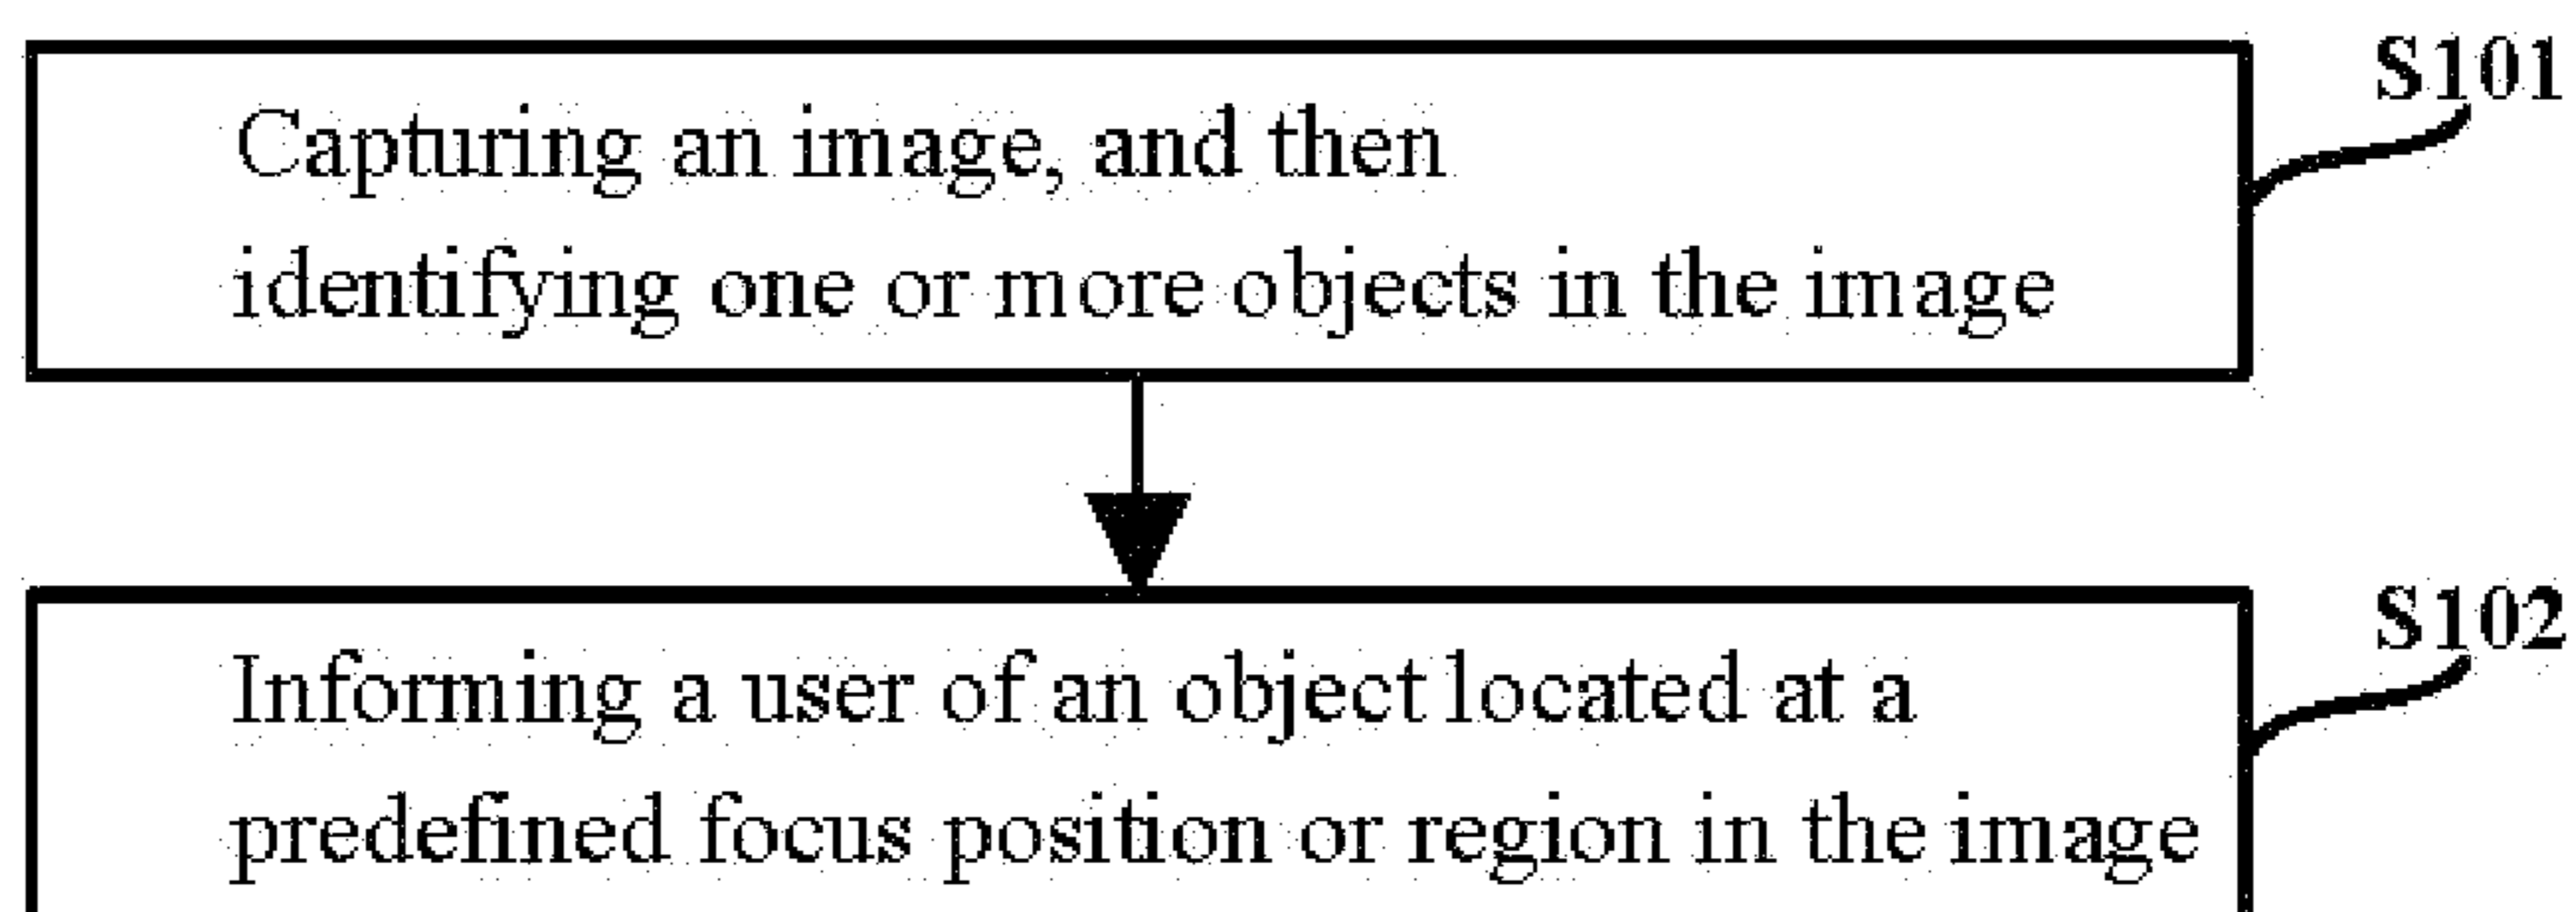 S101
Capturing an image, and then
identifying one or more objects in the image
S102
Informing a user of an object located at a
predefined focus position or region in the image